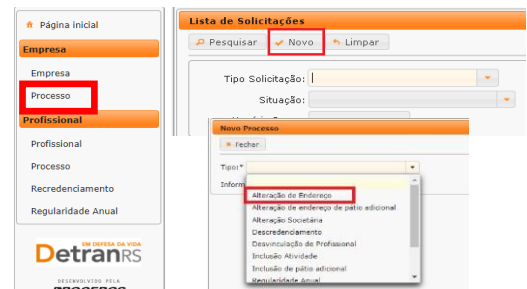 Página inicial
Empresa
Empresa
Processo
Profissional
Profissional
Processo
Recredenciamento
Regularidade Anual
EM DEFESA DA VIDA
DetranRS
DESENVOLVIDO PELA
PROCERGS
Lista de Solicitações
Pesquisar Novo Limpar
Tipo Solicitação:
Situação:
Novo Processo
Fechar
Tipo:*
Inform
Alteração de Endereço
Alteração de endereço de pátio adicional
Alteração Societária
Descredenciamento
Desvinculação de Profissional
Inclusão Atividade
Inclusão de pátio adicional
Regularidade Anual